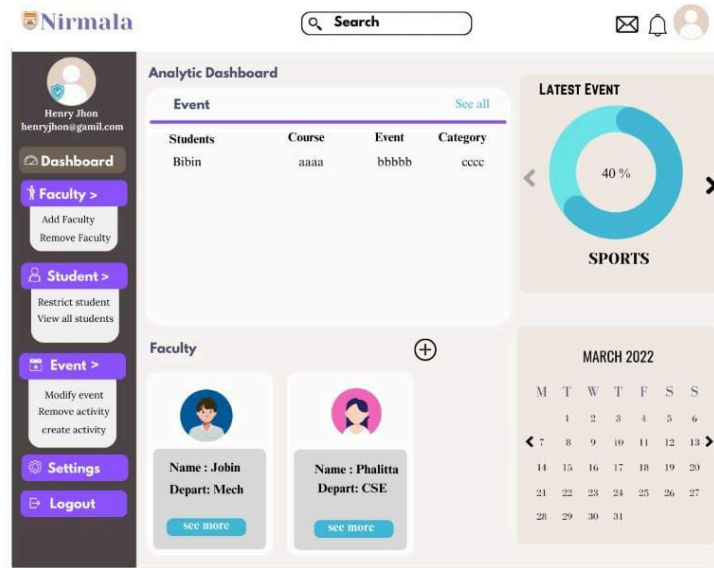 Nirmala
Search
Henry Jhon
henryjhon@gamil.com
Dashboard
Faculty >
Add Faculty
Remove Faculty
Student >
Restrict student
View all students
Event >
Modify event
Remove activity
create activity
Settings
Logout
Analytic Dashboard
Event See all
Students Course Event Category
Bibin aaaa bbbbb cccc
Faculty
Name : Jobin
Depart: Mech
see more
Name : Phalitta
Depart: CSE
see more
LATEST EVENT
40 %
SPORTS
MARCH 2022
M T W T F S S
1 2 3 4 5 6
7 8 9 10 11 12 13
14 15 16 17 18 19 20
21 22 23 24 25 26 27
28 29 30 31